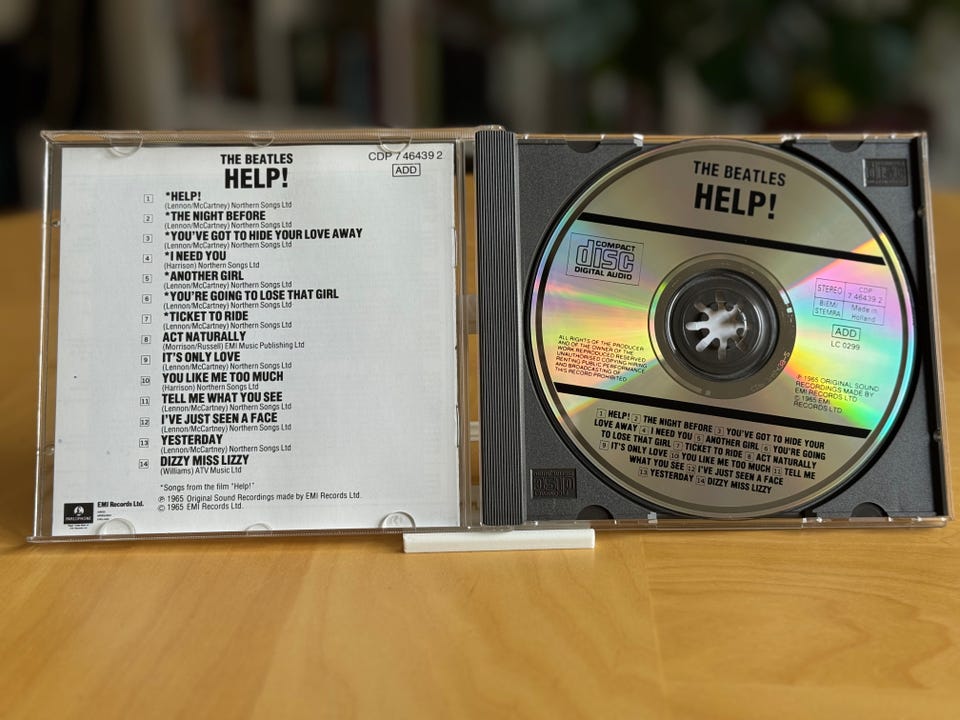 THE BEATLES
HELP!
CDP 7 46439 2
ADD
1 *HELP!
(Lennon/McCartney) Northern Songs Ltd
2 *THE NIGHT BEFORE
(Lennon/McCartney) Northern Songs Ltd
3 *YOU'VE GOT TO HIDE YOUR LOVE AWAY
(Lennon/McCartney) Northern Songs Ltd
4 *I NEED YOU
(Harrison) Northern Songs Ltd
5 *ANOTHER GIRL
(Lennon/McCartney) Northern Songs Ltd
6 *YOU'RE GOING TO LOSE THAT GIRL
(Lennon/McCartney) Northern Songs Ltd
7 *TICKET TO RIDE
(Lennon/McCartney) Northern Songs Ltd
8 ACT NATURALLY
(Morrison/Russell) EMI Music Publishing Ltd
9 IT'S ONLY LOVE
(Lennon/McCartney) Northern Songs Ltd
10 YOU LIKE ME TOO MUCH
(Harrison) Northern Songs Ltd
11 TELL ME WHAT YOU SEE
(Lennon/McCartney) Northern Songs Ltd
12 I'VE JUST SEEN A FACE
(Lennon/McCartney) Northern Songs Ltd
13 YESTERDAY
(Lennon/McCartney) Northern Songs Ltd
14 DIZZY MISS LIZZY
(Williams) ATV Music Ltd
*Songs from the film "Help!"
℗ 1965 Original Sound Recordings made by EMI Records Ltd.
© 1965 EMI Records Ltd.
PARLOPHONE
EMI Records Ltd.
THE BEATLES
HELP!
COMPACT
disc
DIGITAL AUDIO
STEREO
CDP
7 46439 2
BIEM/
STEMRA
Made in
Holland
ADD
LC 0299
ALL RIGHTS OF THE PRODUCER
AND OF THE OWNER OF THE
WORK REPRODUCED RESERVED
UNAUTHORISED COPYING HIRING
RENTING PUBLIC PERFORMANCE
AND BROADCASTING OF
THIS RECORD PROHIBITED
℗ 1965 ORIGINAL SOUND
RECORDINGS MADE BY
EMI RECORDS LTD
© 1965 EMI
RECORDS LTD
1 HELP! 2 THE NIGHT BEFORE 3 YOU'VE GOT TO HIDE YOUR
LOVE AWAY 4 I NEED YOU 5 ANOTHER GIRL 6 YOU'RE GOING
TO LOSE THAT GIRL 7 TICKET TO RIDE 8 ACT NATURALLY
9 IT'S ONLY LOVE 10 YOU LIKE ME TOO MUCH 11 TELL ME
WHAT YOU SEE 12 I'VE JUST SEEN A FACE
13 YESTERDAY 14 DIZZY MISS LIZZY